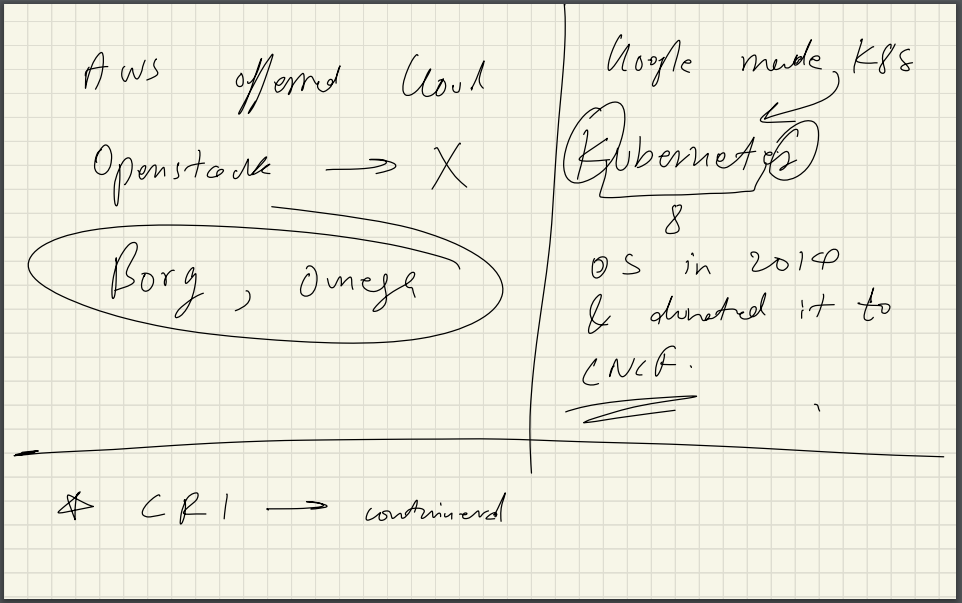 AWS offered Cloud
Openstack → X
Borg, Omega
Google made K8S
Kubernetes
8
OS in 2014
& donated it to
CNCF.
* CRI → containerd